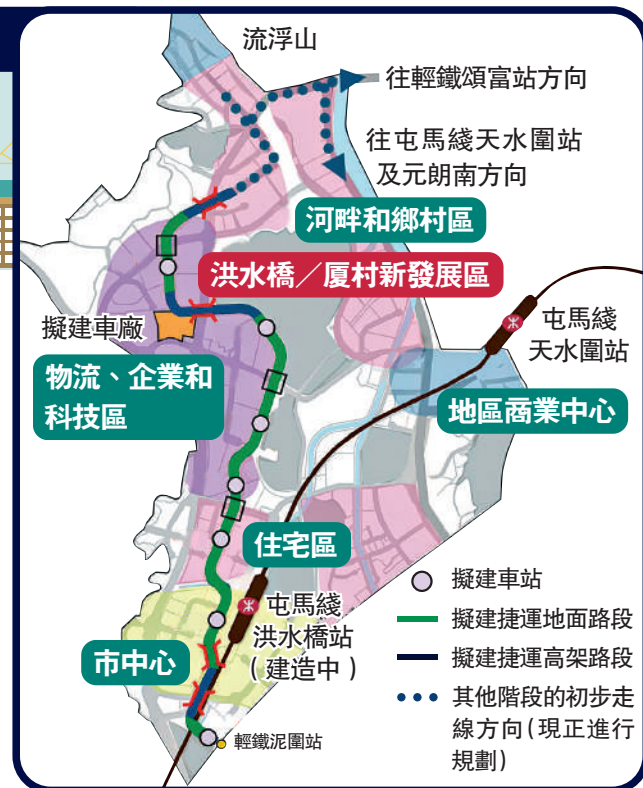 流浮山
往輕鐵頌富站方向
往屯馬綫天水圍站
及元朗南方向
河畔和鄉村區
洪水橋／厦村新發展區
擬建車廠
屯馬綫
天水圍站
物流、企業和
科技區
地區商業中心
住宅區
擬建車站
屯馬綫
洪水橋站
(建造中)
擬建捷運地面路段
市中心
擬建捷運高架路段
其他階段的初步走
線方向(現正進行
規劃)
輕鐵泥圍站